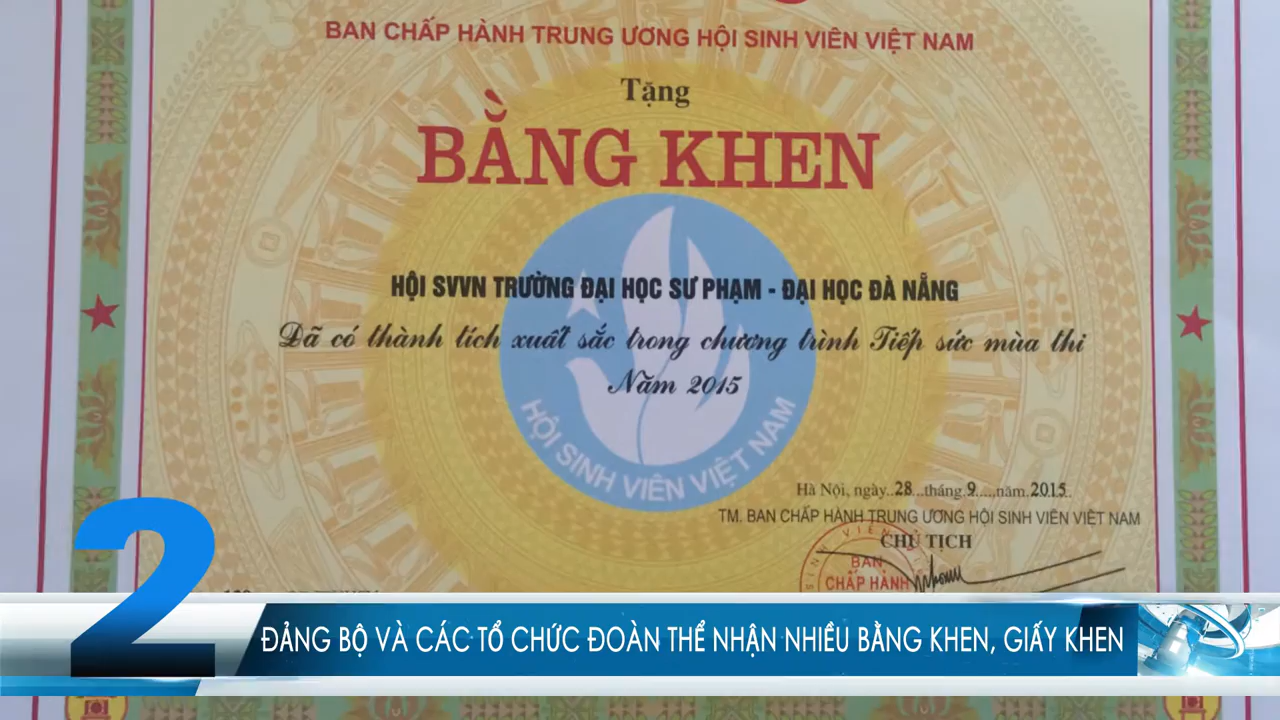 BAN CHẤP HÀNH TRUNG ƯƠNG HỘI SINH VIÊN VIỆT NAM
Tặng
BẰNG KHEN
HỘI SVVN TRƯỜNG ĐẠI HỌC SƯ PHẠM - ĐẠI HỌC ĐÀ NẴNG
Đã có thành tích xuất sắc trong chương trình Tiếp sức mùa thi
Năm 2015
HỘI SINH VIÊN VIỆT NAM
Hà Nội, ngày..28...tháng.9....,năm.2015.
TM. BAN CHẤP HÀNH TRUNG ƯƠNG HỘI SINH VIÊN VIỆT NAM
CHỦ TỊCH
BAN
CHẤP HÀNH
2
ĐẢNG BỘ VÀ CÁC TỔ CHỨC ĐOÀN THỂ NHẬN NHIỀU BẰNG KHEN, GIẤY KHEN